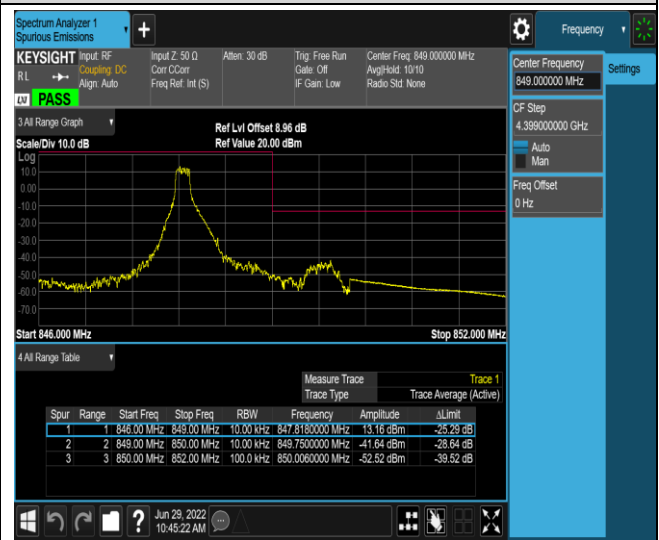 Spectrum Analyzer 1
Spurious Emissions
Frequency
KEYSIGHT
R L
LXI PASS
Input: RF
Coupling: DC
Align: Auto
Input Z: 50 Ω
Corr CCorr
Freq Ref: Int (S)
Atten: 30 dB
Trig: Free Run
Gate: Off
IF Gain: Low
Center Freq: 849.000000 MHz
Avg|Hold: 10/10
Radio Std: None
Center Frequency
849.000000 MHz
Settings
CF Step
4.399000000 GHz
Auto
Man
Freq Offset
0 Hz
3 All Range Graph
Scale/Div 10.0 dB
Ref Lvl Offset 8.96 dB
Ref Value 20.00 dBm
Log
10.0
0.00
-10.0
-20.0
-30.0
-40.0
-50.0
-60.0
-70.0
Start 846.000 MHz
Stop 852.000 MHz
4 All Range Table
Measure Trace Trace 1
Trace Type Trace Average (Active)
Spur Range Start Freq Stop Freq RBW Frequency Amplitude ΔLimit
1 1 846.00 MHz 849.00 MHz 10.00 kHz 847.8180000 MHz 13.16 dBm -25.29 dB
2 2 849.00 MHz 850.00 MHz 10.00 kHz 849.7500000 MHz -41.64 dBm -28.64 dB
3 3 850.00 MHz 852.00 MHz 100.0 kHz 850.0060000 MHz -52.52 dBm -39.52 dB
Jun 29, 2022
10:45:22 AM